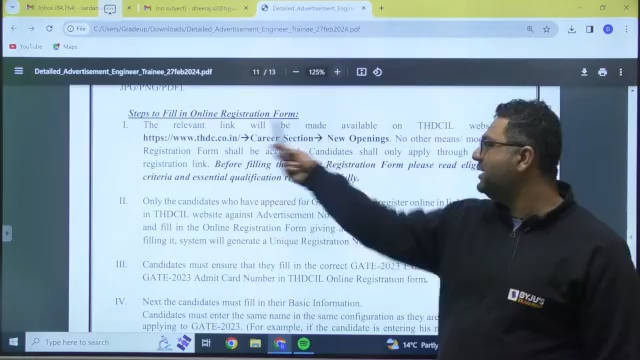 Inbox (84,764) - sardan
(no subject) - dheeraj.s2@
Detailed_Advertisement_Engine
File
C:/Users/Gradeup/Downloads/Detailed_Advertisement_Engineer_Trainee_27feb2024.pdf
YouTube
Maps
Detailed_Advertisement_Engineer_Trainee_27feb2024.pdf
11 / 13
125%
JPG/PNG/PDF].
Steps to Fill in Online Registration Form:
I. The relevant link will be made available on THDCIL
https://www.thdc.co.in/→Career Section→ New Openings. No other means/
Registration Form shall be Candidates shall only apply through
registration link. Before filling Registration Form please read
criteria and essential qualification
II. Only the candidates who have appeared for register online in
in THDCIL website against Advertisement
and fill in the Online Registration Form giving
filling it, system will generate a Unique Registration
III. Candidates must ensure that they fill in the correct GATE-2023
GATE-2023 Admit Card Number in THDCIL Online Registration form.
IV. Next the candidates must fill in their Basic Information.
Candidates must enter the same name in the same configuration as they are
applying to GATE-2023. (For example, if the candidate is entering his
BYJU'S
Type here to search
14°C Partly